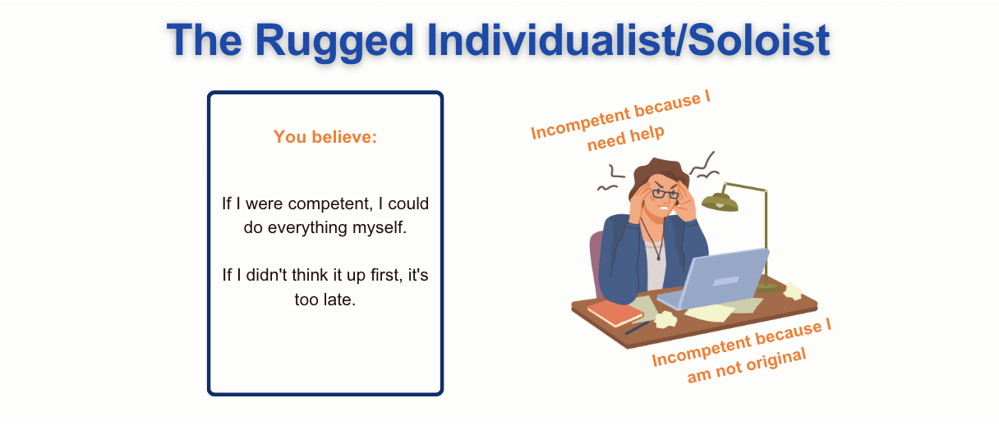 The Rugged Individualist/Soloist
You believe:
If I were competent, I could
do everything myself.
If I didn't think it up first, it's
too late.
Incompetent because I
need help
Incompetent because I
am not original